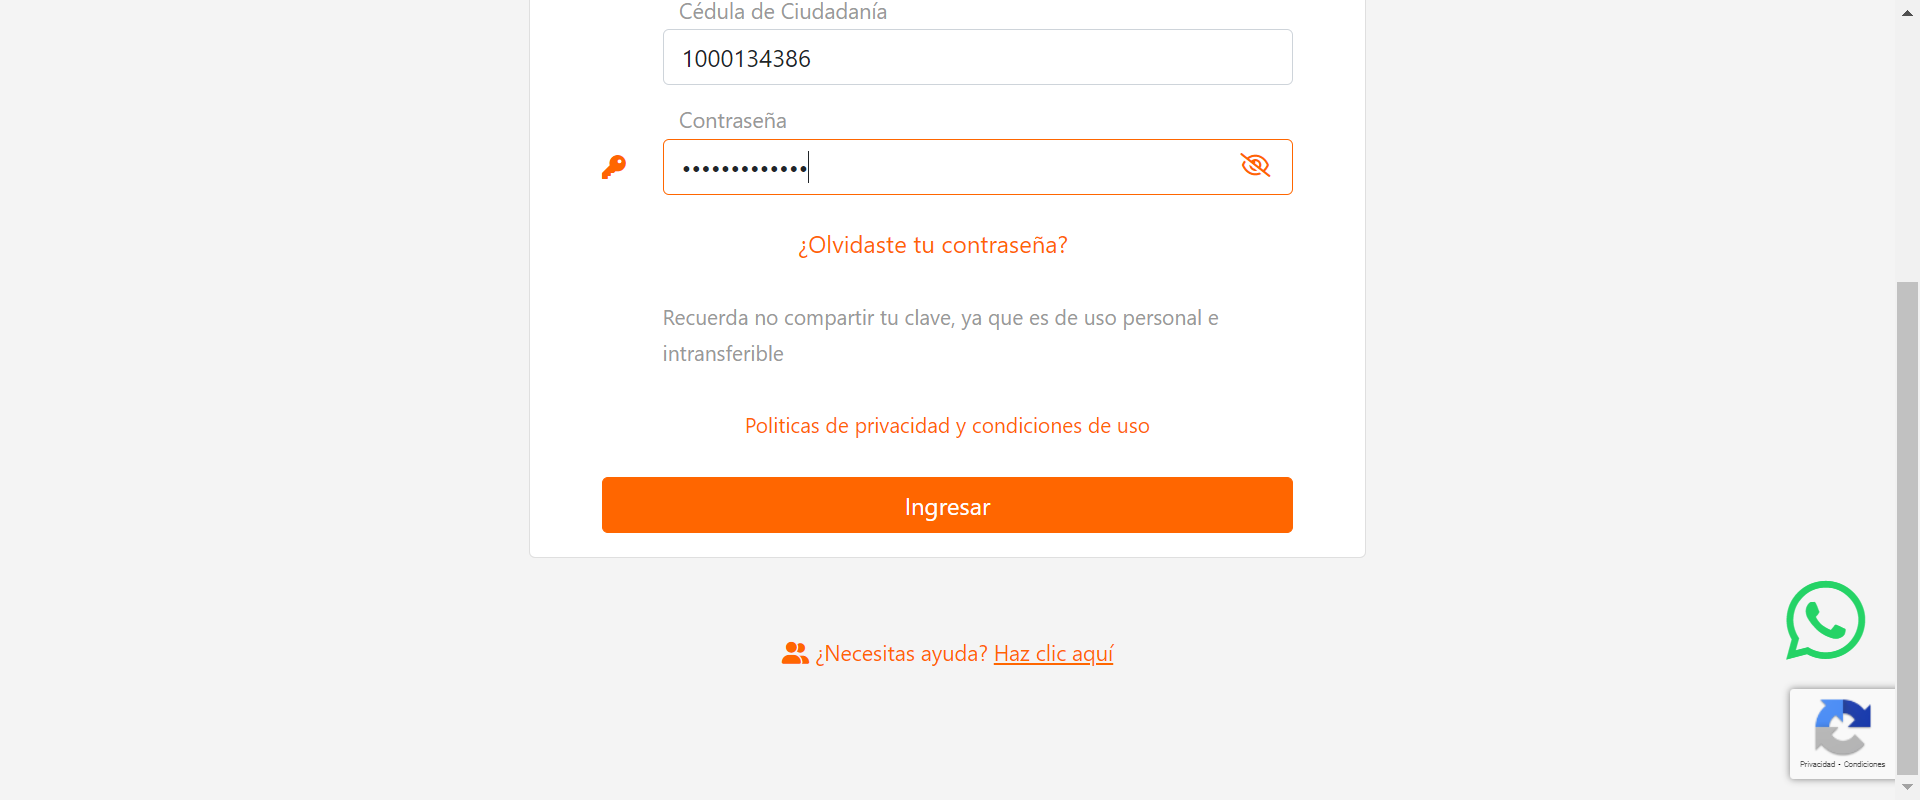 Cédula de Ciudadanía
1000134386
Contraseña
•••••••••••••
¿Olvidaste tu contraseña?
Recuerda no compartir tu clave, ya que es de uso personal e
intransferible
Politicas de privacidad y condiciones de uso
Ingresar
¿Necesitas ayuda? Haz clic aquí
Privacidad - Condiciones